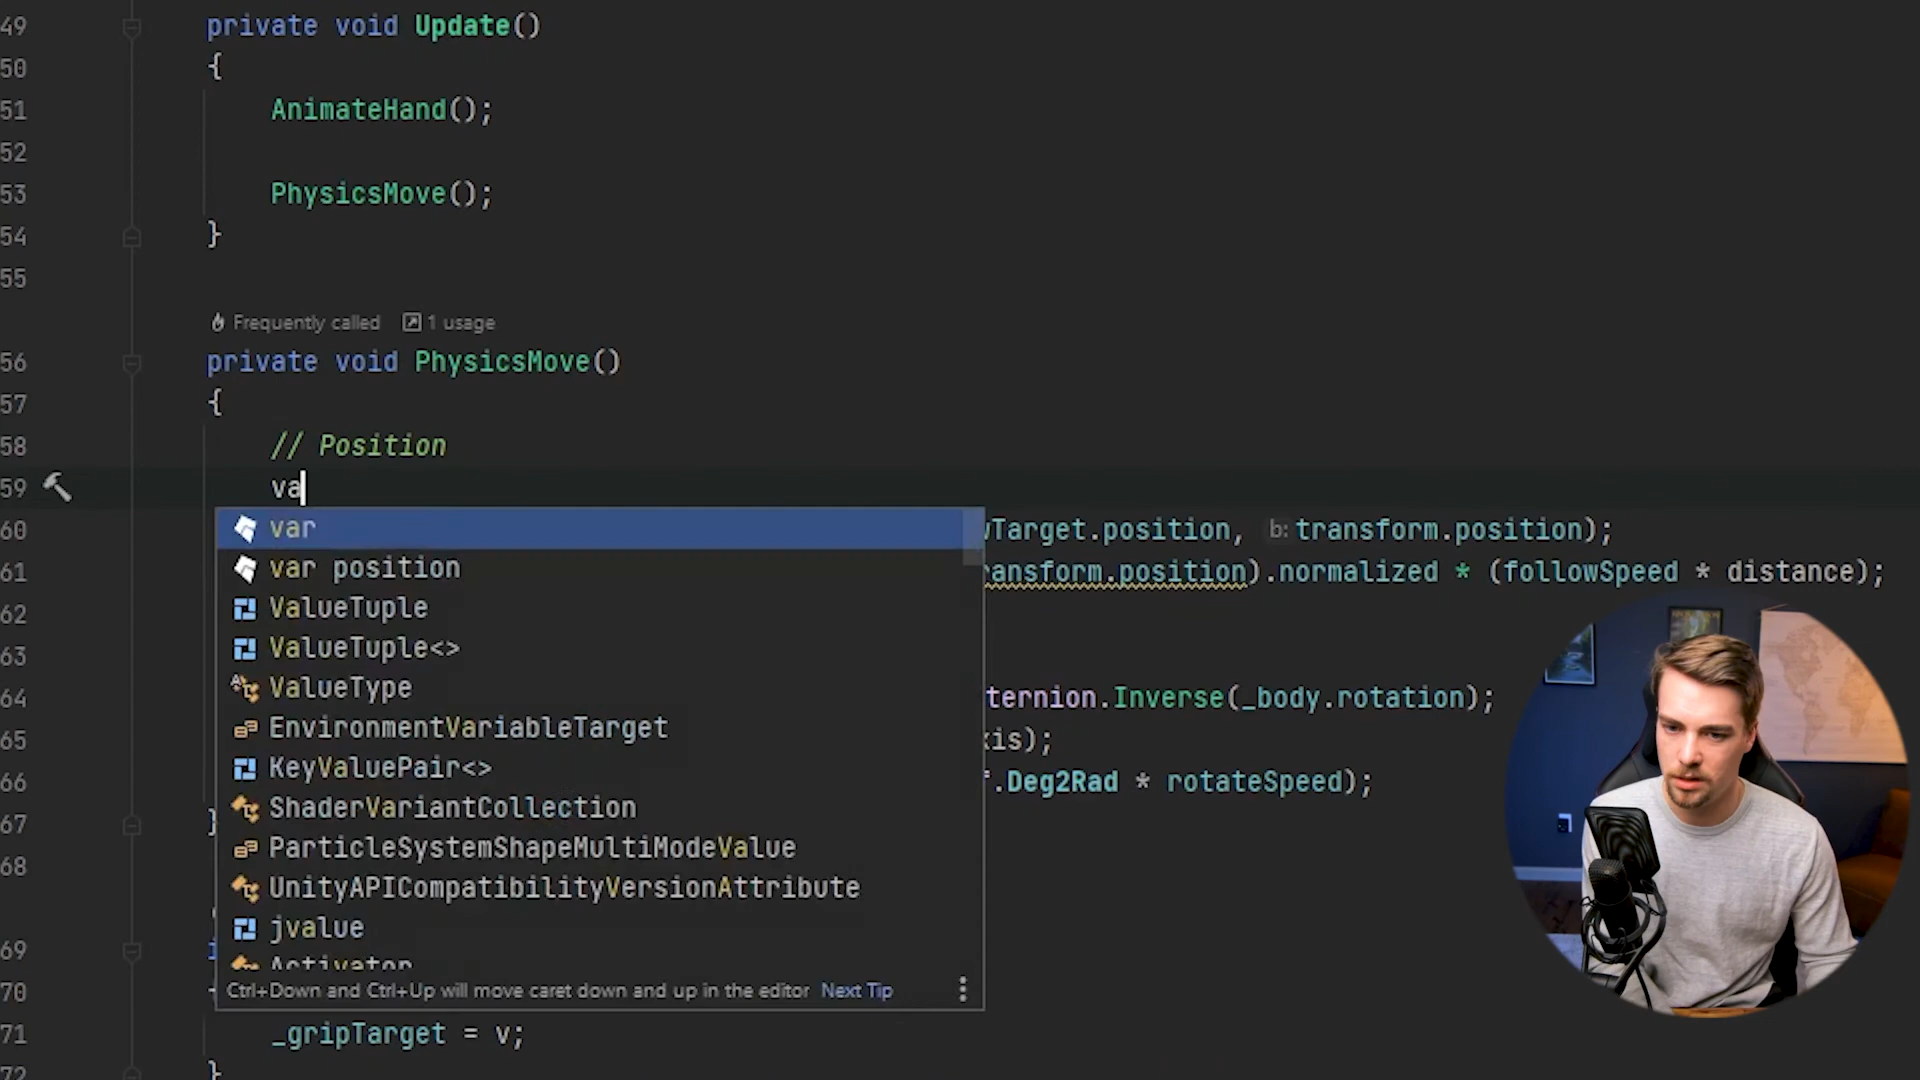 49 private void Update()
50 {
51 AnimateHand();
52
53 PhysicsMove();
54 }
55
Frequently called 1 usage
56 private void PhysicsMove()
57 {
58 // Position
59 va
60 Target.position, b: transform.position);
61 ransform.position).normalized * (followSpeed * distance);
62
63
64 ternion.Inverse(_body.rotation);
65 xis);
66 f.Deg2Rad * rotateSpeed);
67 }
68
69
70
71 _gripTarget = v;
72 }
var
var position
ValueTuple
ValueTuple<>
ValueType
EnvironmentVariableTarget
KeyValuePair<>
ShaderVariantCollection
ParticleSystemShapeMultiModeValue
UnityAPICompatibilityVersionAttribute
jvalue
Activator
Ctrl+Down and Ctrl+Up will move caret down and up in the editor Next Tip